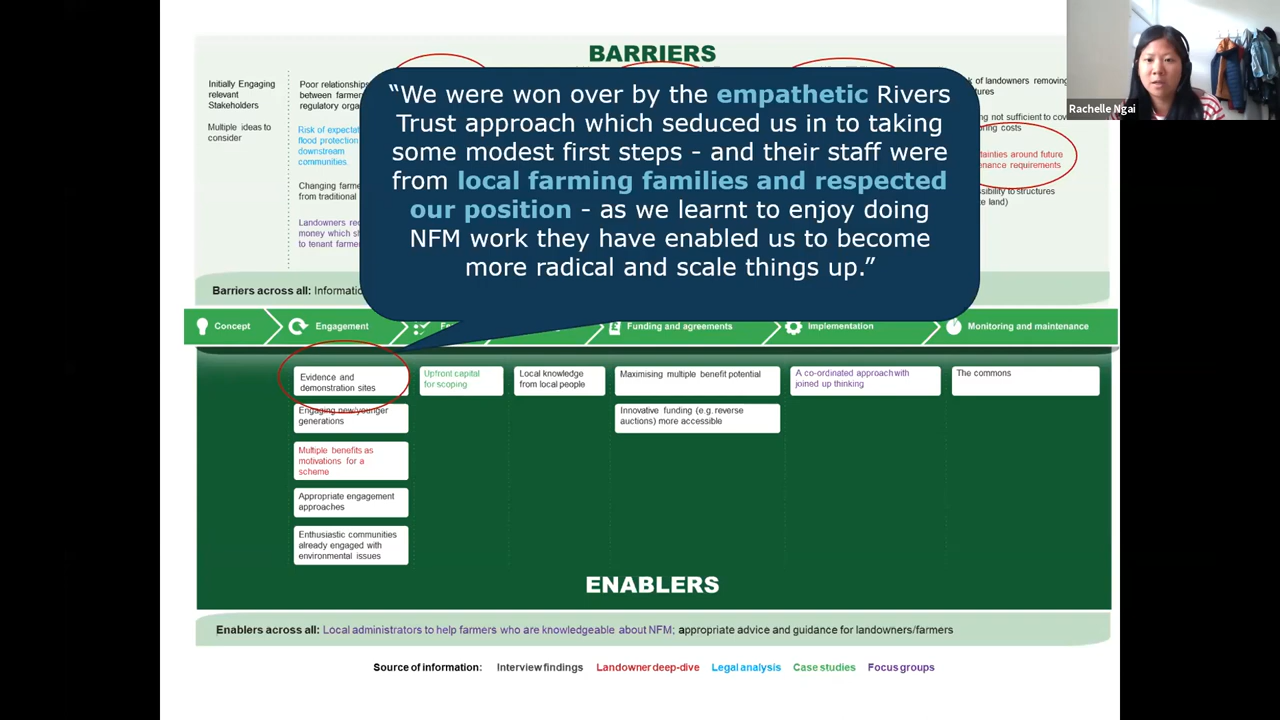 BARRIERS
Initially Engaging
relevant
Stakeholders
Multiple ideas to
consider
Poor relationships
between farmer
regulatory orga
Risk of expectat
flood protection
downstream
communities.
Changing farme
from traditional
Landowners rec
money which sh
to tenant farme
“We were won over by the empathetic Rivers
Trust approach which seduced us in to taking
some modest first steps - and their staff were
from local farming families and respected
our position - as we learnt to enjoy doing
NFM work they have enabled us to become
more radical and scale things up.”
k of landowners removing
tures
ng not sufficient to cov
oring costs
tainties around future
enance requirements
sibility to structures
te land)
Rachelle Ngai
Barriers across all: Informati
Concept
Engagement
Funding and agreements
Implementation
Monitoring and maintenance
Evidence and
demonstration sites
Engaging new/younger
generations
Multiple benefits as
motivations for a
scheme
Appropriate engagement
approaches
Enthusiastic communities
already engaged with
environmental issues
Upfront capital
for scoping
Local knowledge
from local people
Maximising multiple benefit potential
Innovative funding (e.g. reverse
auctions) more accessible
A co-ordinated approach with
joined up thinking
The commons
ENABLERS
Enablers across all: Local administrators to help farmers who are knowledgeable about NFM; appropriate advice and guidance for landowners/farmers
Source of information: Interview findings Landowner deep-dive Legal analysis Case studies Focus groups